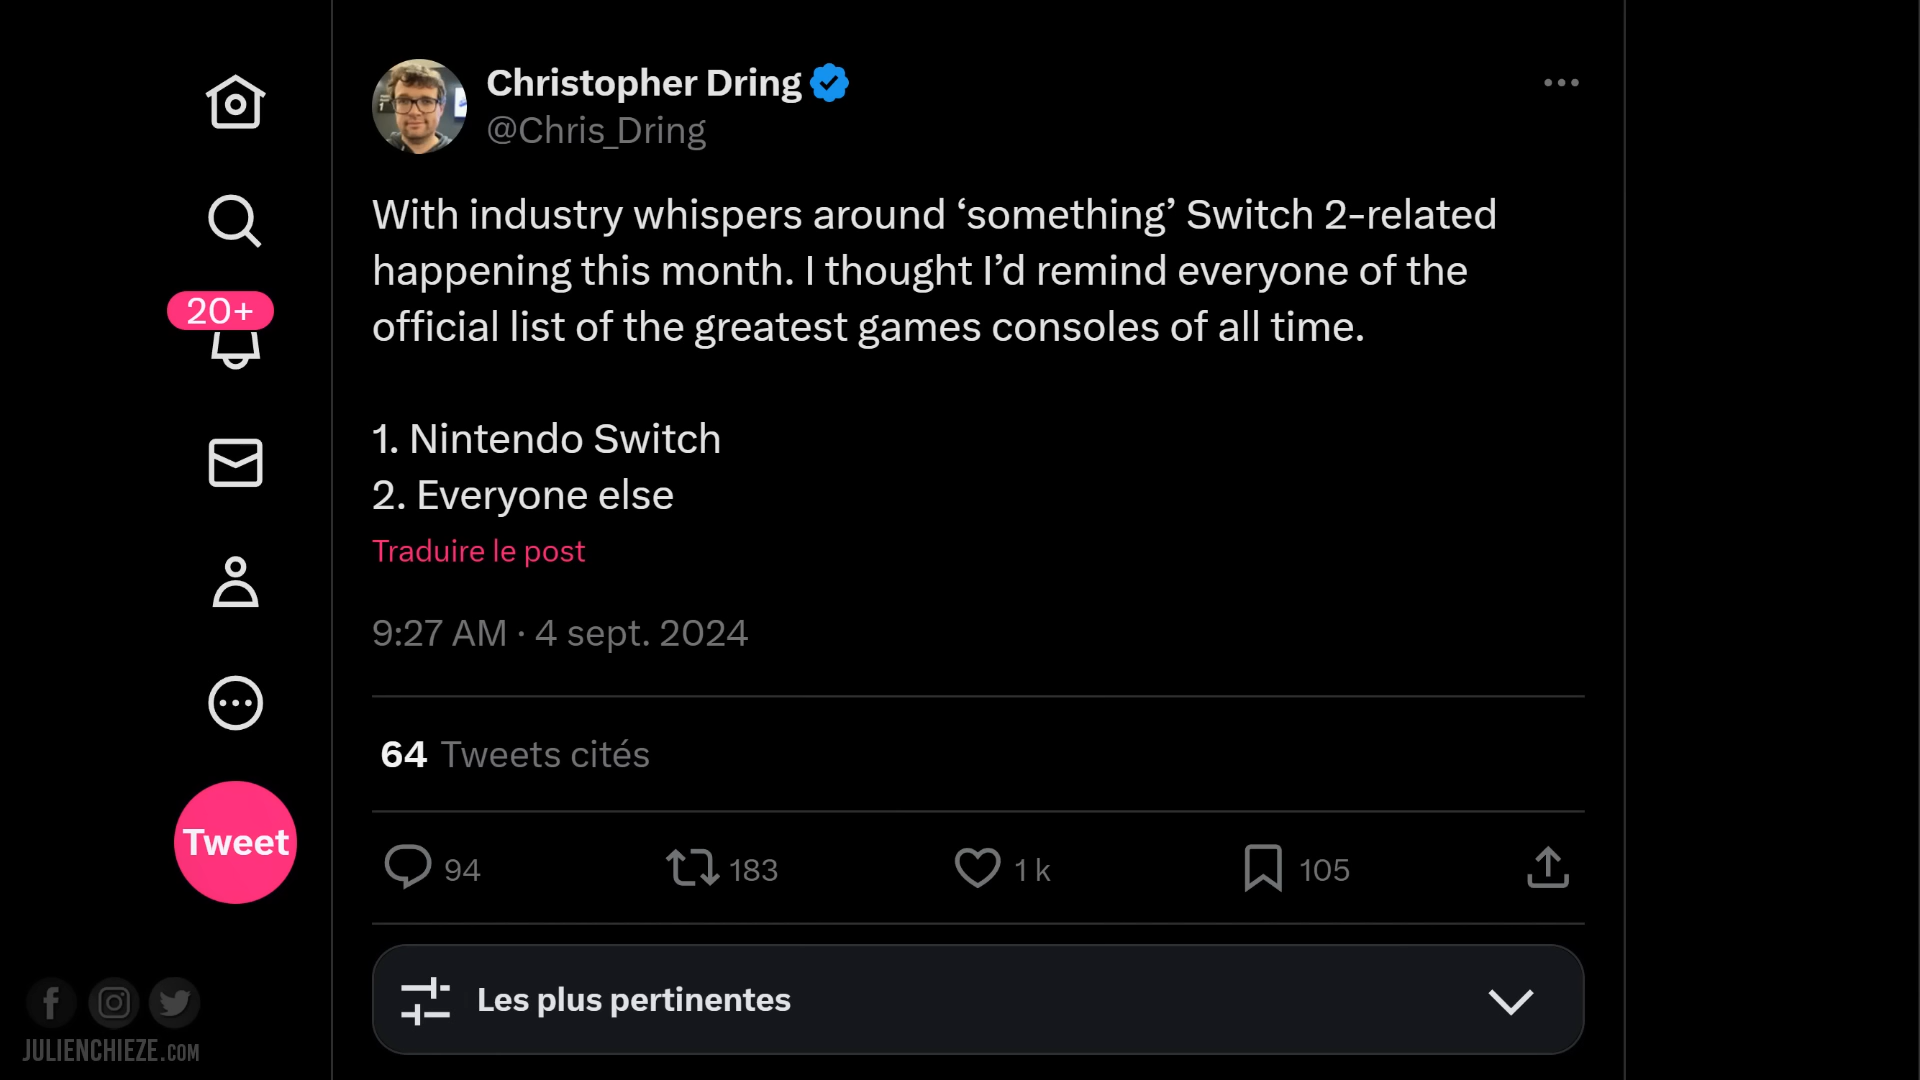 Christopher Dring
@Chris_Dring
With industry whispers around ‘something’ Switch 2-related
happening this month. I thought I’d remind everyone of the
official list of the greatest games consoles of all time.
1. Nintendo Switch
2. Everyone else
Traduire le post
9:27 AM · 4 sept. 2024
64 Tweets cités
94 183 1 k 105
Les plus pertinentes
20+
Tweet
JULIENCHIEZE.COM